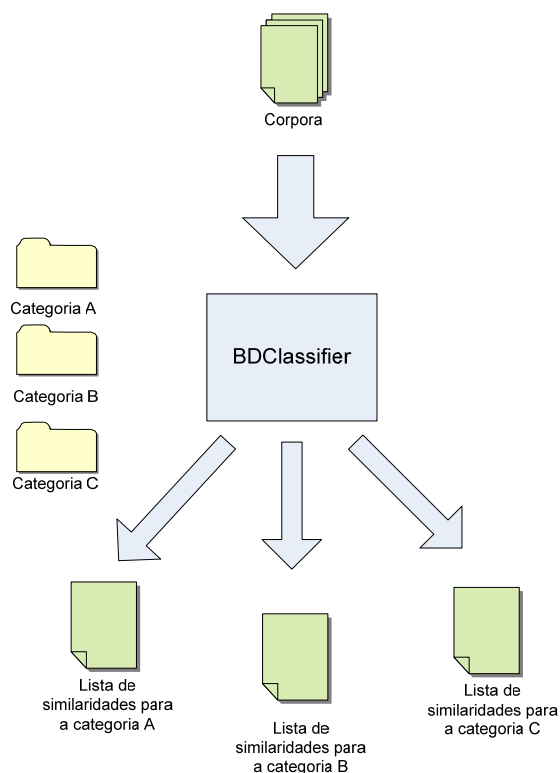 Corpora
Categoria A
BDClassifier
Categoria B
Categoria C
Lista de
similaridades para
a categoria A
Lista de
similaridades para
a categoria B
Lista de
similaridades para
a categoria C